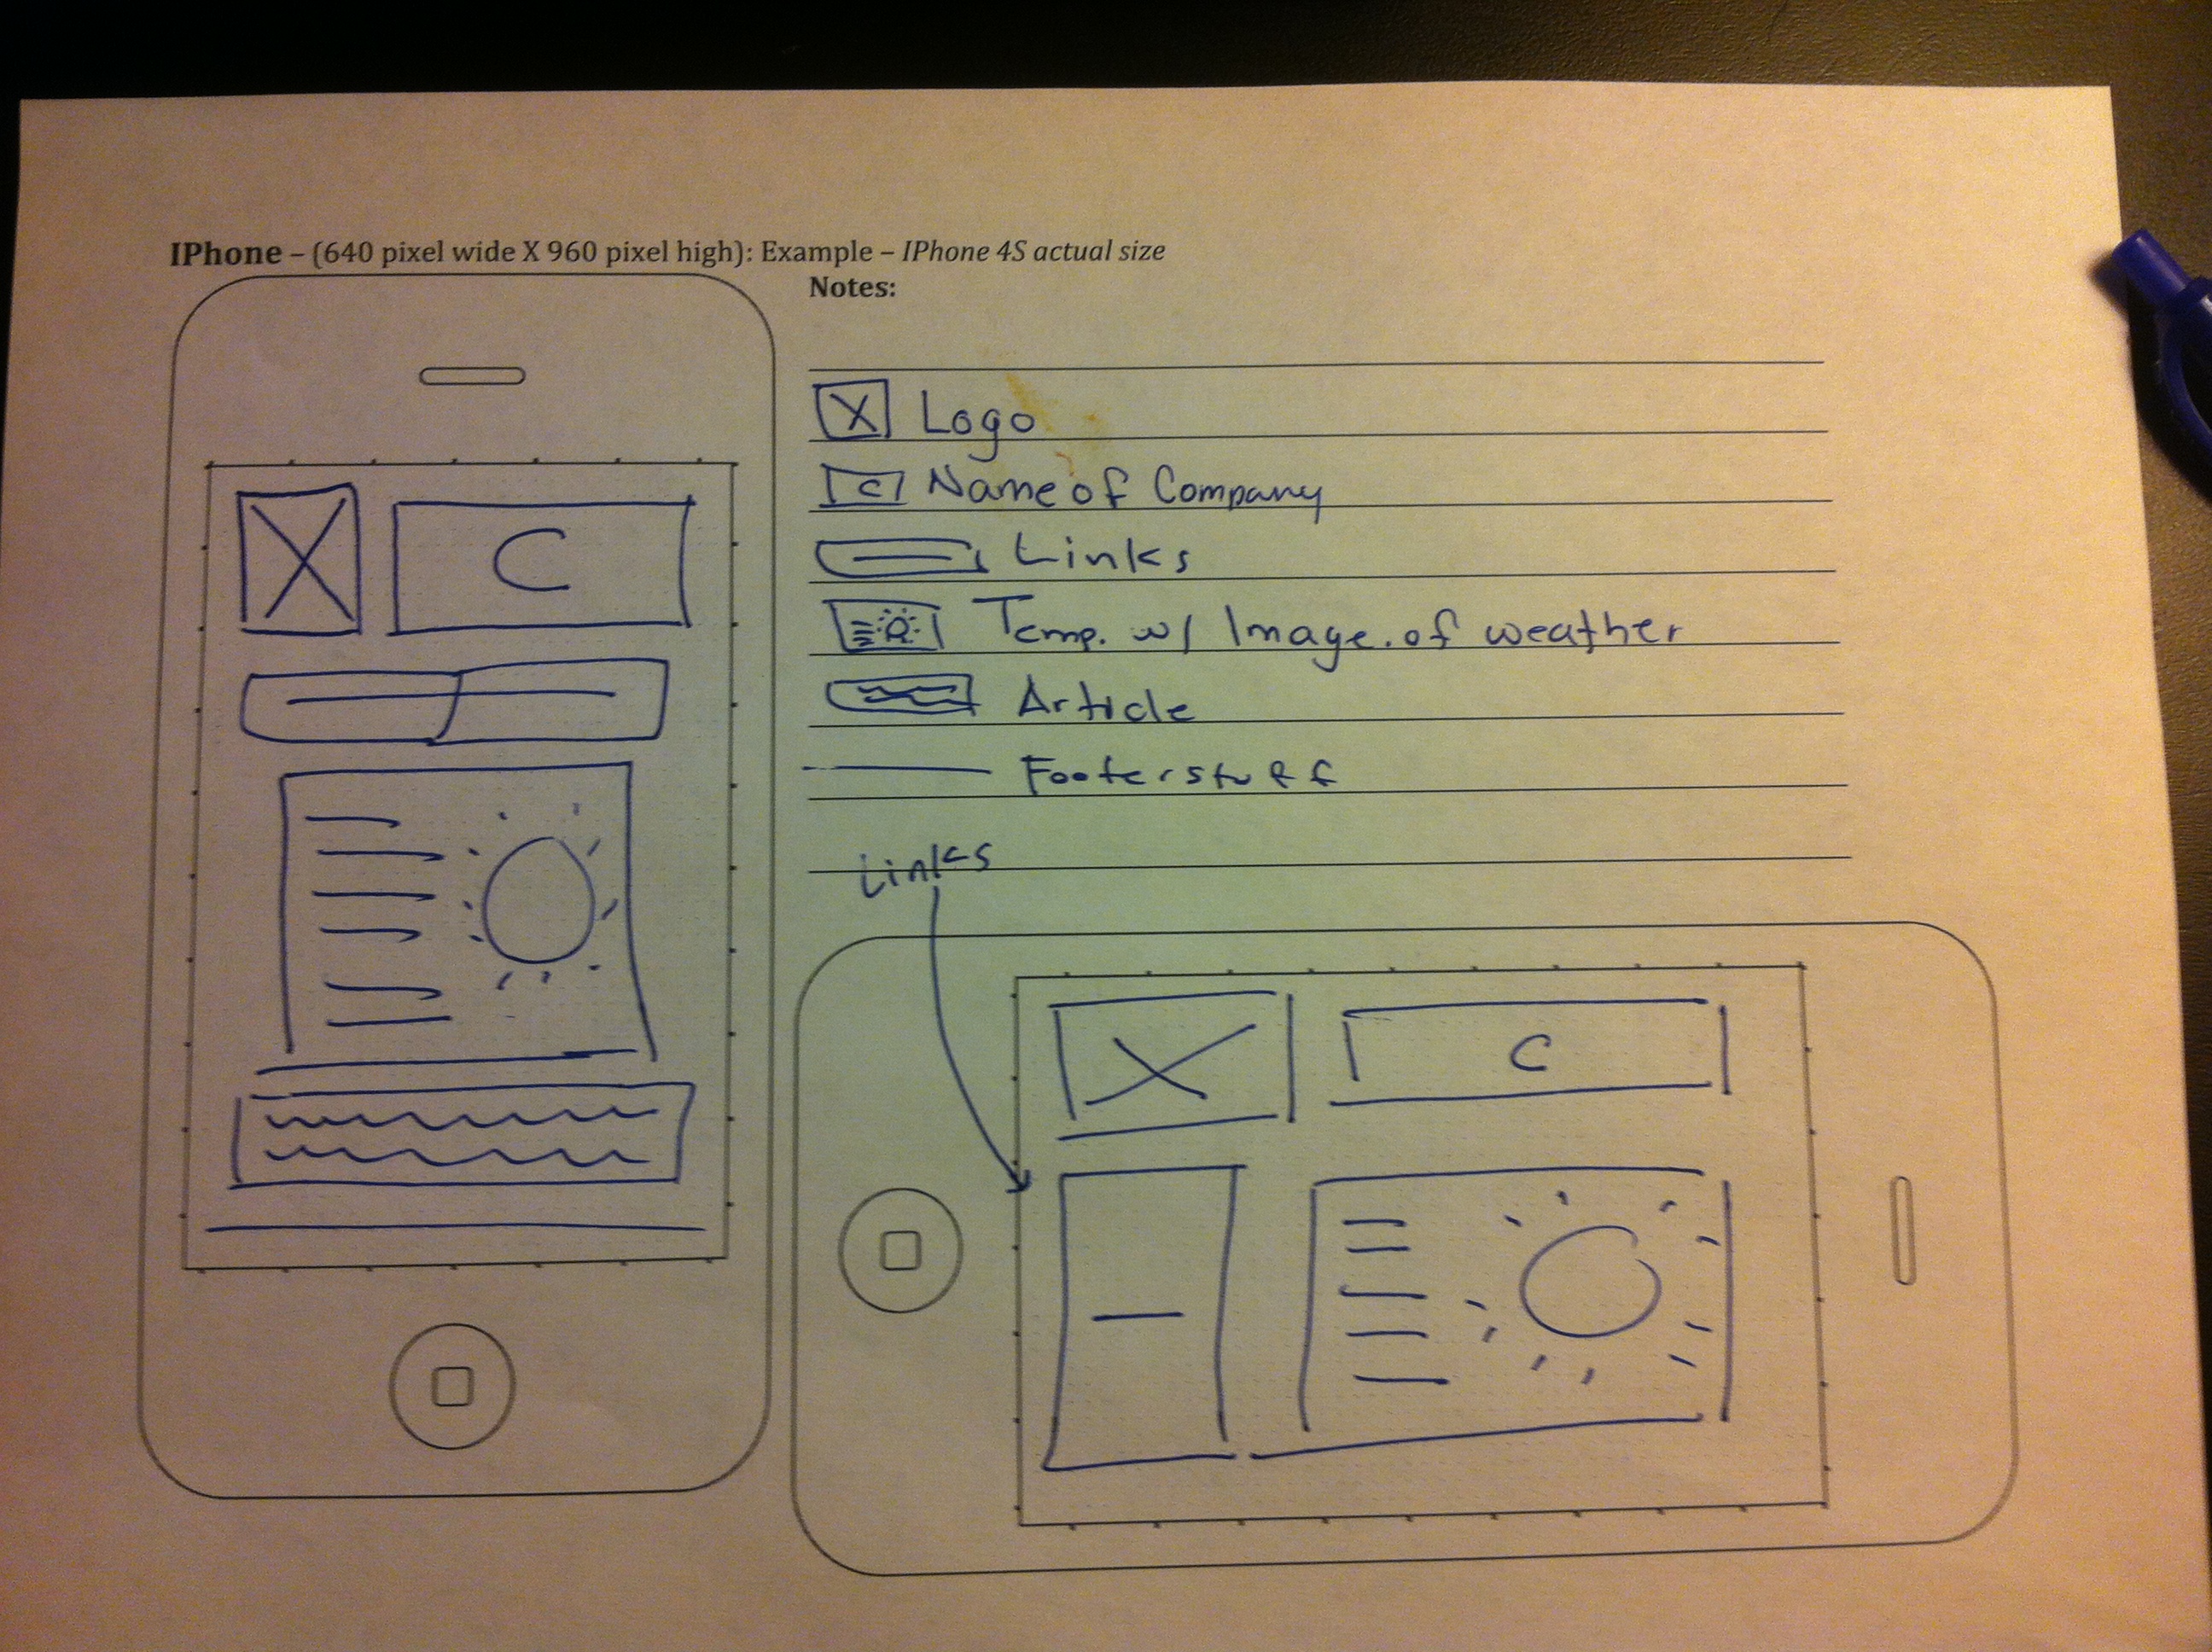 IPhone – (640 pixel wide X 960 pixel high): Example – IPhone 4S actual size
Notes:
X Logo
C Name of Company
Links
Temp. w/ Image of weather
Article
Footer stuff
Links
X C
X C